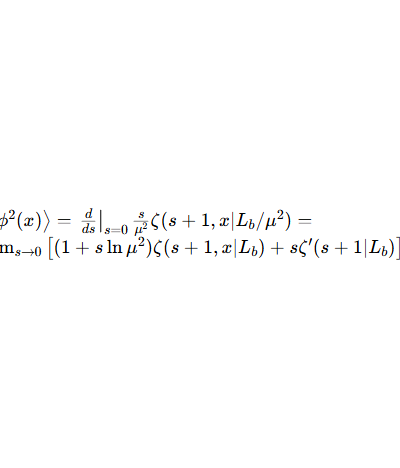 ϕ²(x)⟩ = d/ds|ₛ₌₀ s/μ² ζ(s + 1, x|L_b/μ²) =
m_{s→0} [(1 + s ln μ²)ζ(s + 1, x|L_b) + sζ′(s + 1|L_b)]